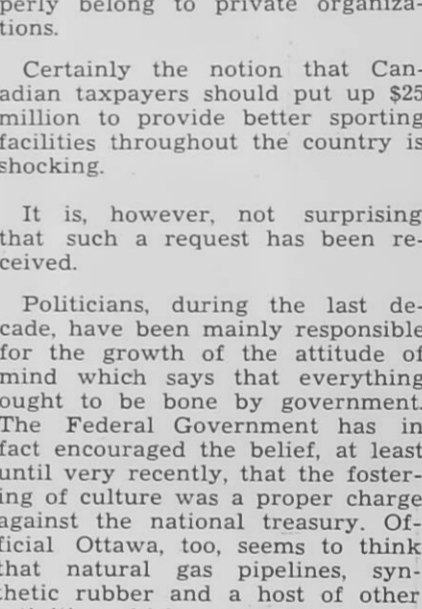 perly belong to private organiza-
tions.
Certainly the notion that Can-
adian taxpayers should put up $25
million to provide better sporting
facilities throughout the country is
shocking.
It is, however, not surprising
that such a request has been re-
ceived.
Politicians, during the last de-
cade, have been mainly responsible
for the growth of the attitude of
mind which says that everything
ought to be bone by government.
The Federal Government has in
fact encouraged the belief, at least
until very recently, that the foster-
ing of culture was a proper charge
against the national treasury. Of-
ficial Ottawa, too, seems to think
that natural gas pipelines, syn-
thetic rubber and a host of other